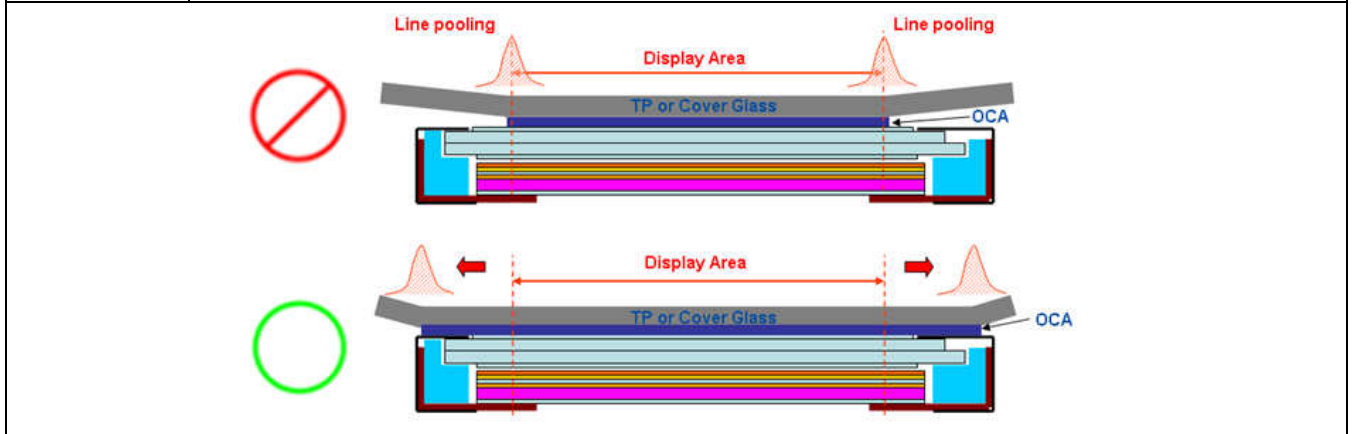 Line pooling
Line pooling
Display Area
TP or Cover Glass
OCA
Display Area
TP or Cover Glass
OCA